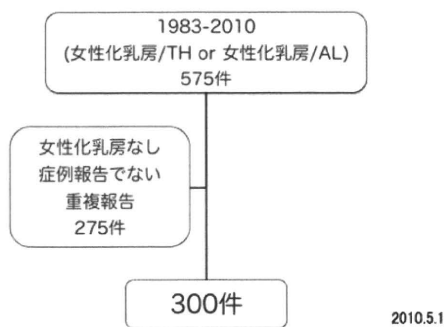 1983-2010
(女性化乳房/TH or 女性化乳房/AL)
575件
女性化乳房なし
症例報告でない
重複報告
275件
300件
2010.5.1